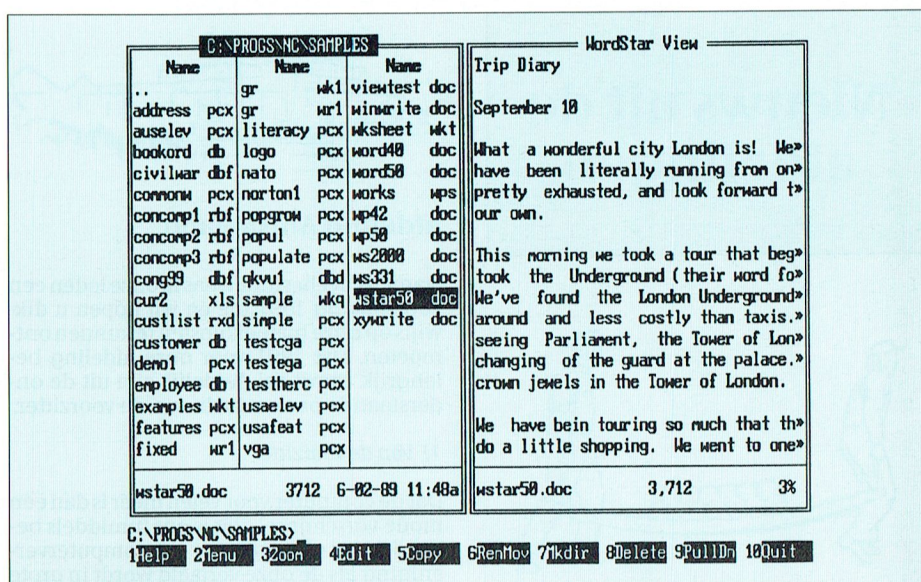 C:\PROGS\NC\SAMPLES
Name Name Name
.. gr wk1 viewtest doc
address pcx gr wr1 winwrite doc
auselev pcx literacy pcx wksheet wkt
bookord db logo pcx word40 doc
civilwar dbf nato pcx word50 doc
commonw pcx norton1 pcx works wps
concomp1 rbf popgrow pcx wp42 doc
concomp2 rbf popul pcx wp50 doc
concomp3 rbf populate pcx ws2000 doc
cong99 dbf qkvu1 dbd ws331 doc
cur2 xls sample wkq wstar50 doc
custlist rxd simple pcx xywrite doc
customer db testcga pcx
demo1 pcx testega pcx
employee db testherc pcx
examples wkt usaelev pcx
features pcx usafeat pcx
fixed wr1 vga pcx
wstar50.doc 3712 6-02-89 11:48a
WordStar View
Trip Diary
September 10
What a wonderful city London is! We»
have been literally running from on»
pretty exhausted, and look forward t»
our own.
This morning we took a tour that beg»
took the Underground (their word fo»
We've found the London Underground»
around and less costly than taxis.»
seeing Parliament, the Tower of Lon»
changing of the guard at the palace.»
crown jewels in the Tower of London.
We have bein touring so much that th»
do a little shopping. We went to one»
wstar50.doc 3,712 3%
C:\PROGS\NC\SAMPLES>_
1Help 2Menu 3Zoom 4Edit 5Copy 6RenMov 7Mkdir 8Delete 9PullDn 10Quit